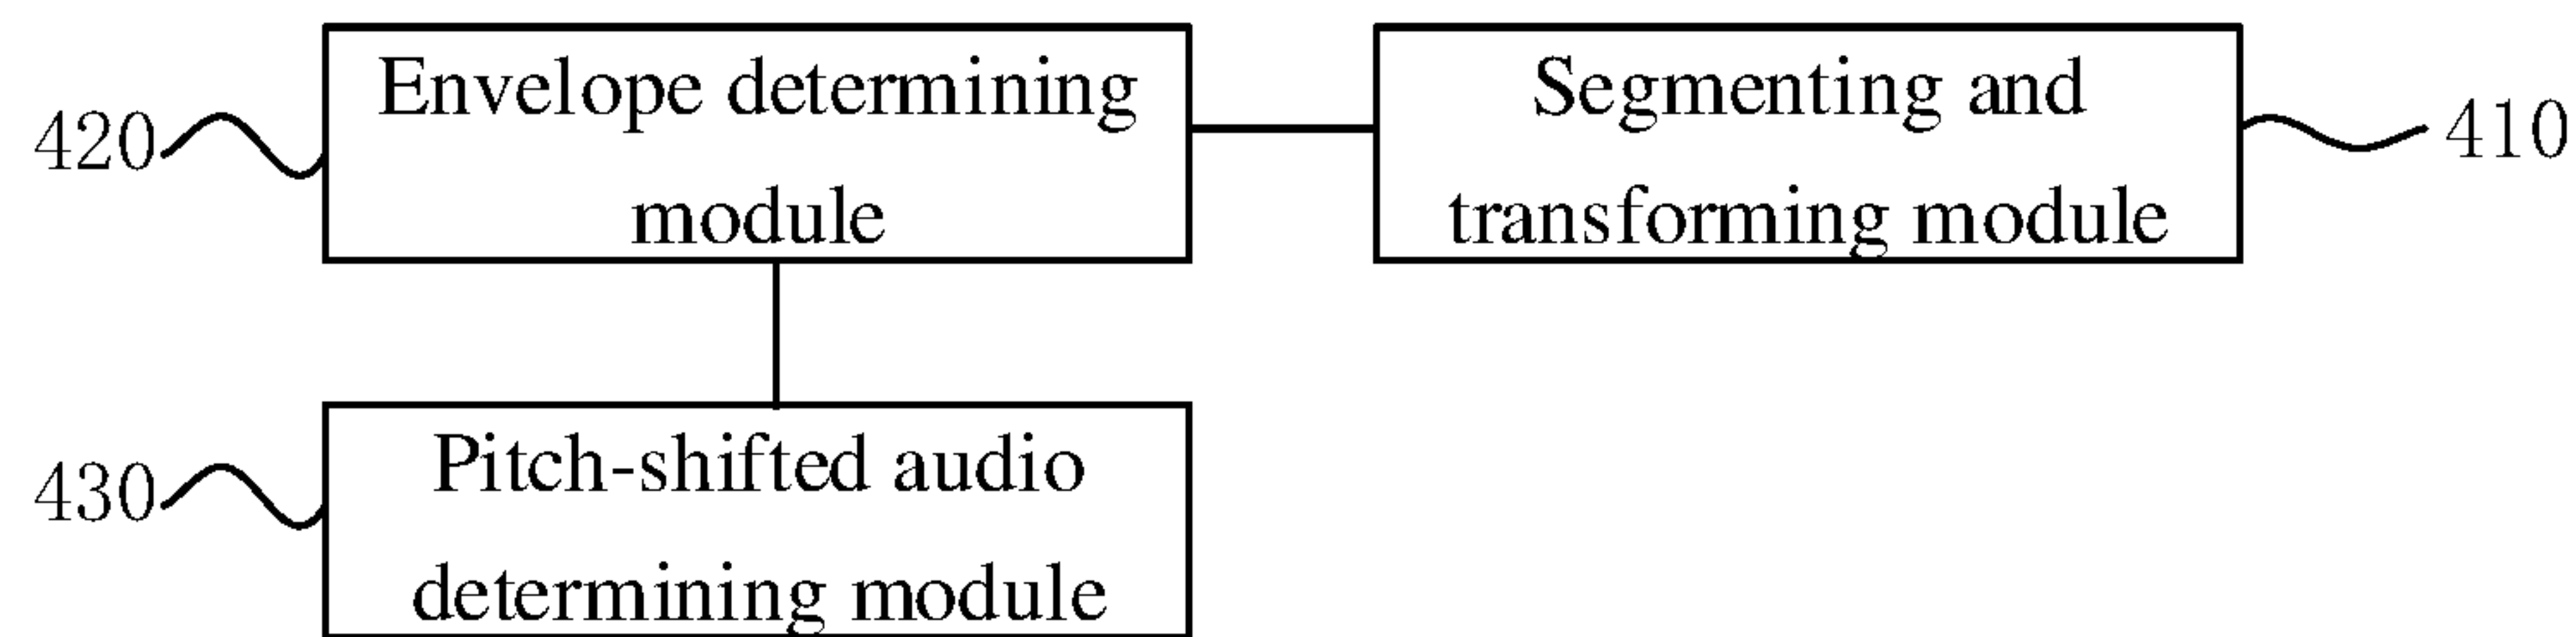 420
Envelope determining
module
Segmenting and
transforming module
410
430
Pitch-shifted audio
determining module